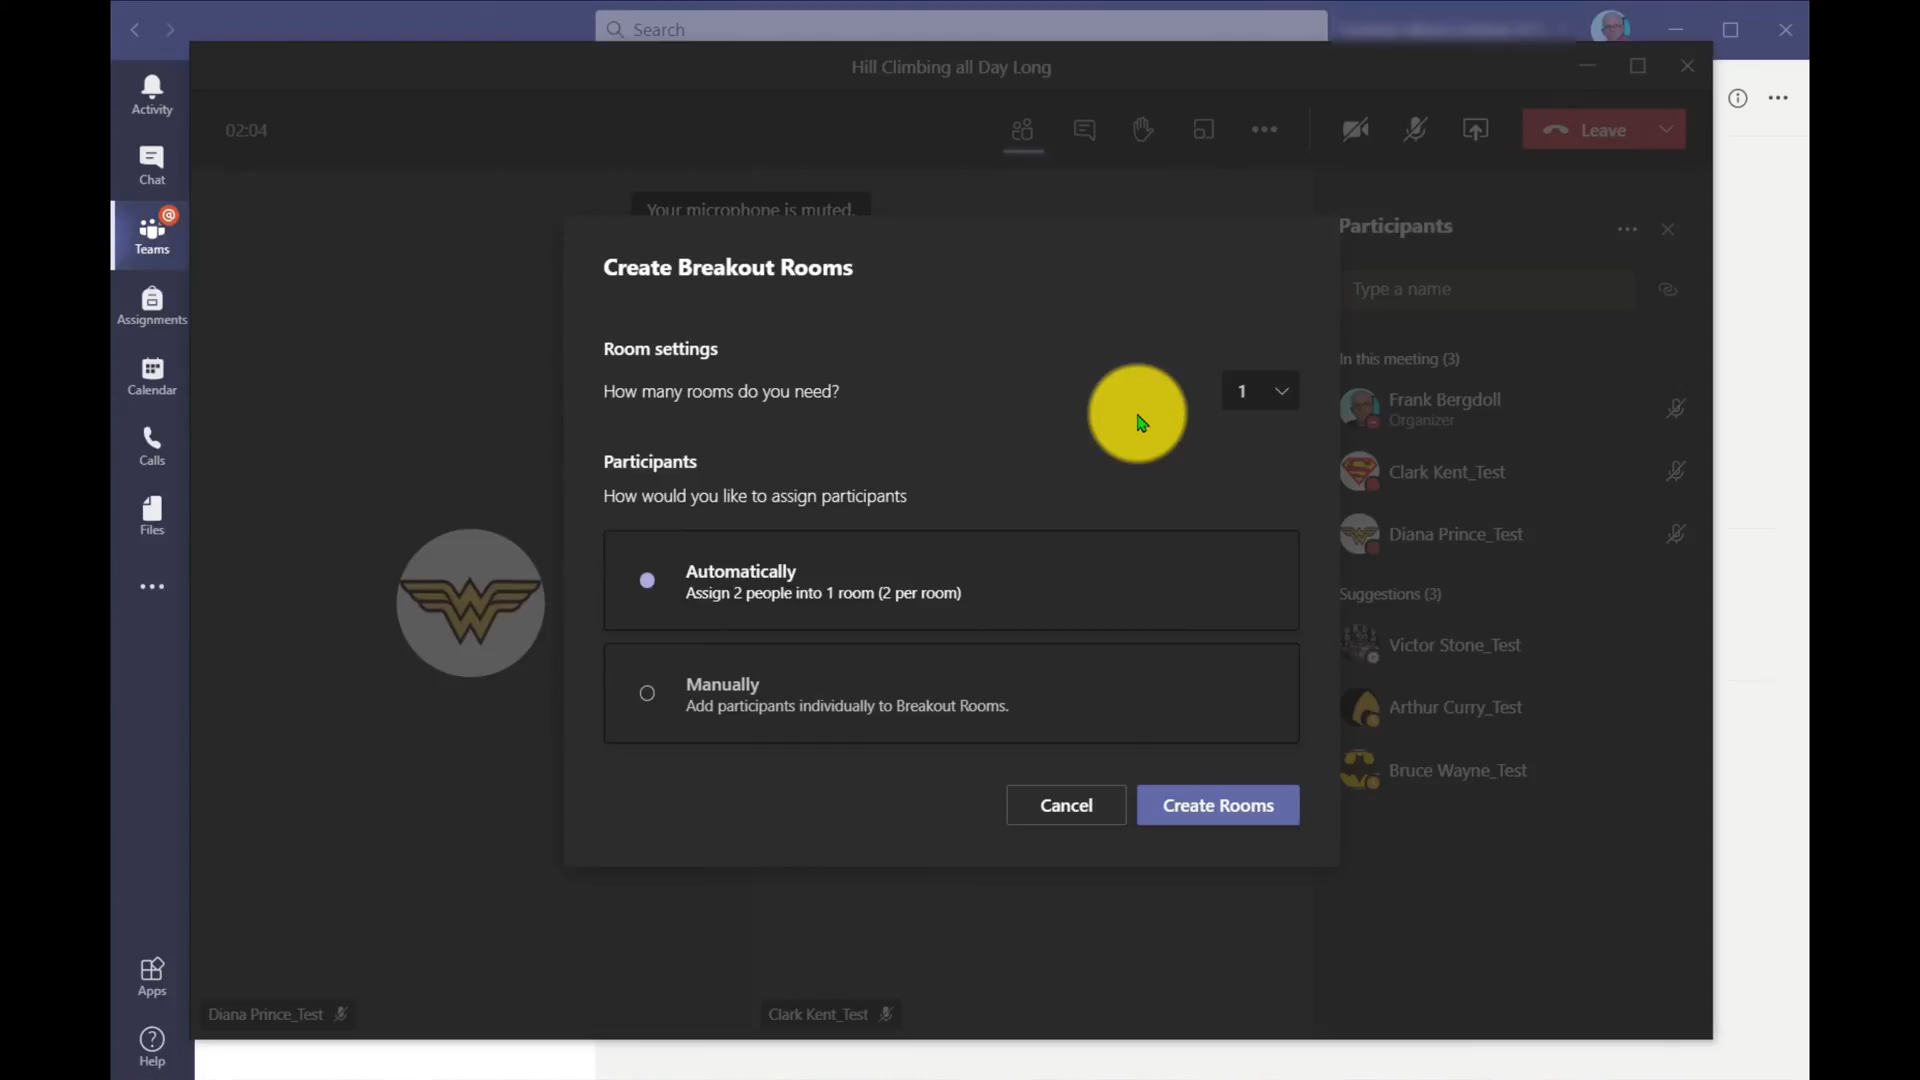 Search
Hill Climbing all Day Long
Activity
Chat
Teams
Assignments
Calendar
Calls
Files
Apps
Help
02:04
Leave
Your microphone is muted.
Create Breakout Rooms
Room settings
How many rooms do you need?
1
Participants
How would you like to assign participants
Automatically
Assign 2 people into 1 room (2 per room)
Manually
Add participants individually to Breakout Rooms.
Cancel
Create Rooms
Participants
Type a name
In this meeting (3)
Frank Bergdoll
Organizer
Clark Kent_Test
Diana Prince_Test
Suggestions (3)
Victor Stone_Test
Arthur Curry_Test
Bruce Wayne_Test
Diana Prince_Test
Clark Kent_Test